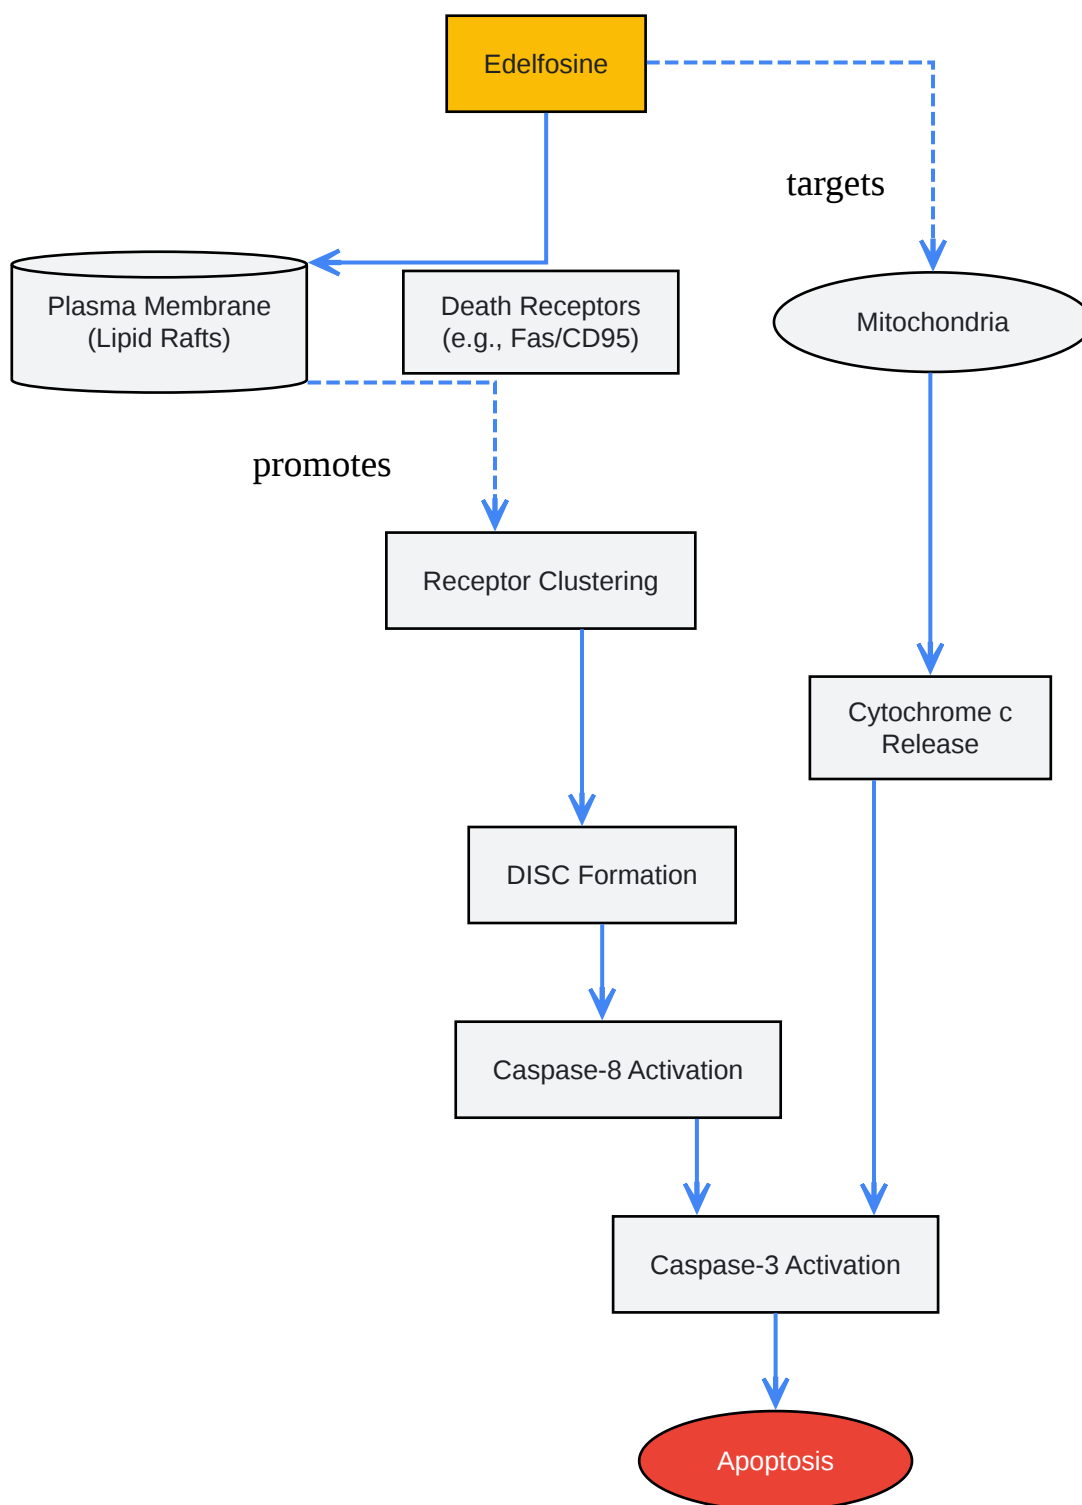 Edelfosine
targets
Plasma Membrane
(Lipid Rafts)
Death Receptors
(e.g., Fas/CD95)
Mitochondria
promotes
Receptor Clustering
Cytochrome c
Release
DISC Formation
Caspase-8 Activation
Caspase-3 Activation
Apoptosis